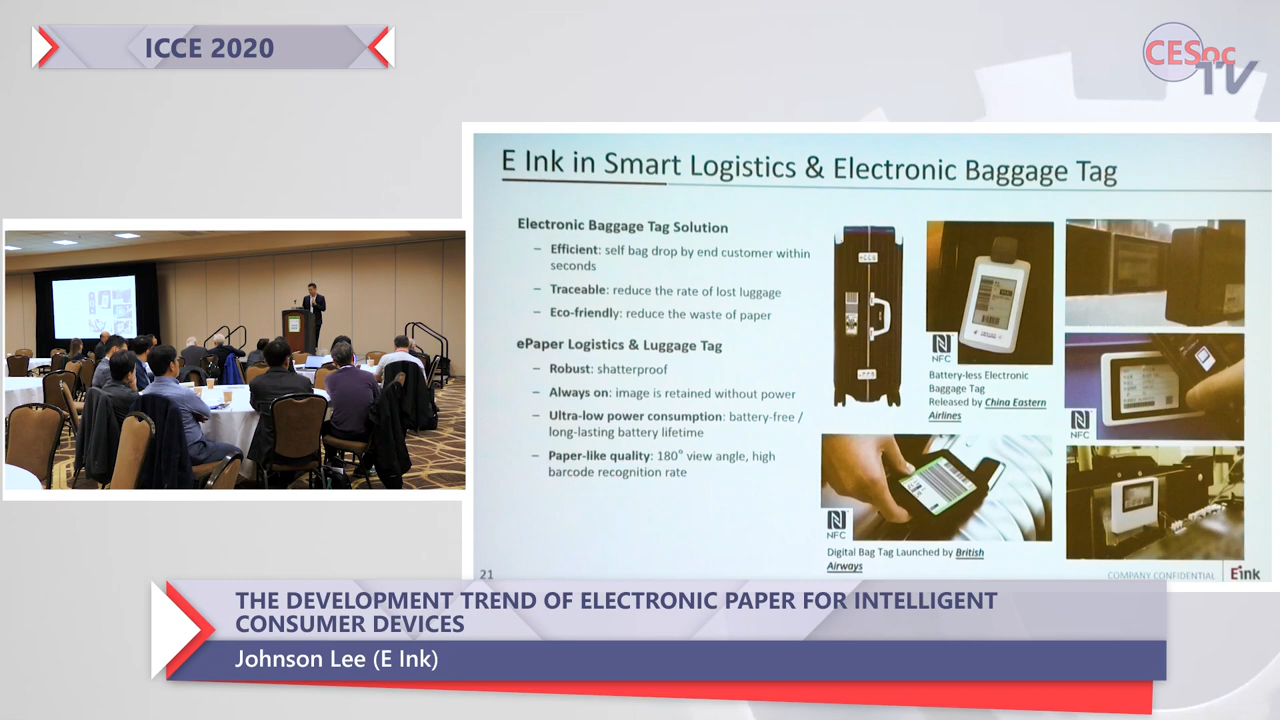 ICCE 2020
CESoc
TV
E Ink in Smart Logistics & Electronic Baggage Tag
Electronic Baggage Tag Solution
– Efficient: self bag drop by end customer within
seconds
– Traceable: reduce the rate of lost luggage
– Eco-friendly: reduce the waste of paper
ePaper Logistics & Luggage Tag
– Robust: shatterproof
– Always on: image is retained without power
– Ultra-low power consumption: battery-free /
long-lasting battery lifetime
– Paper-like quality: 180° view angle, high
barcode recognition rate
NFC
Battery-less Electronic
Baggage Tag
Released by China Eastern
Airlines
NFC
NFC
Digital Bag Tag Launched by British
Airways
21
COMPANY CONFIDENTIAL
E ink
THE DEVELOPMENT TREND OF ELECTRONIC PAPER FOR INTELLIGENT
CONSUMER DEVICES
Johnson Lee (E Ink)